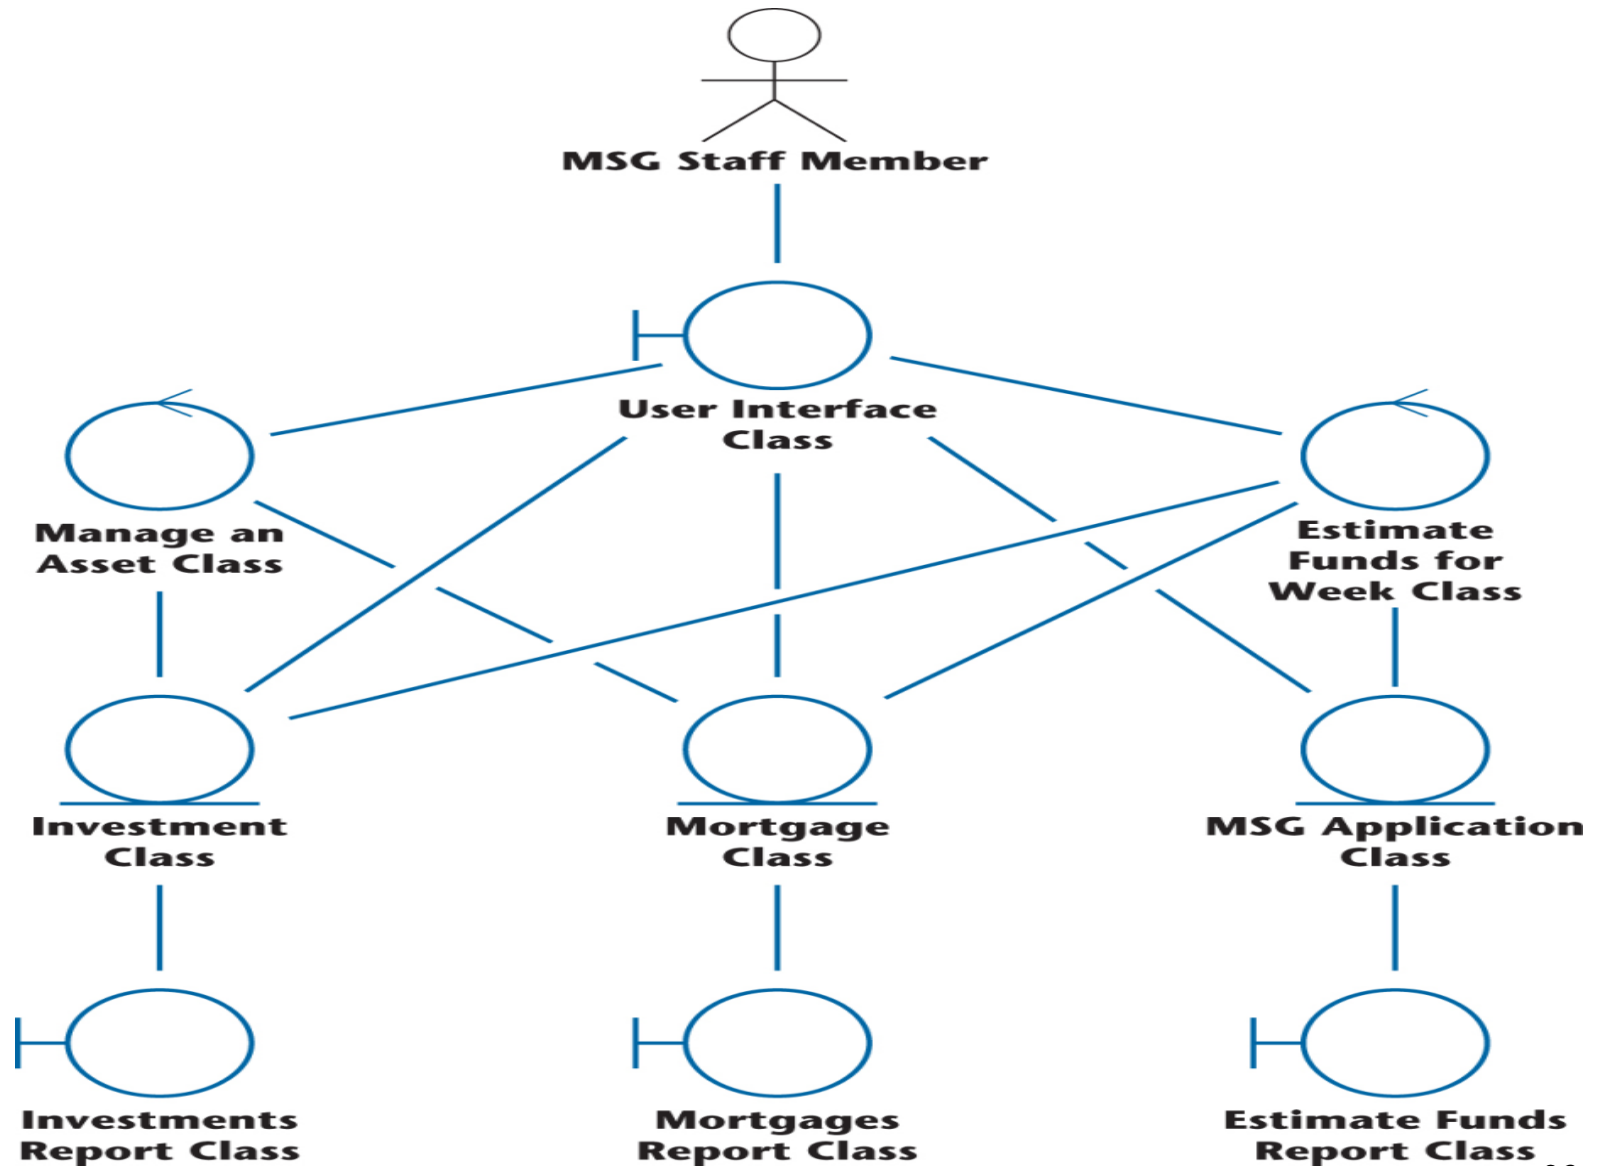 MSG Staff Member
User Interface
Class
Manage an
Asset Class
Estimate
Funds for
Week Class
Investment
Class
Mortgage
Class
MSG Application
Class
Investments
Report Class
Mortgages
Report Class
Estimate Funds
Report Class